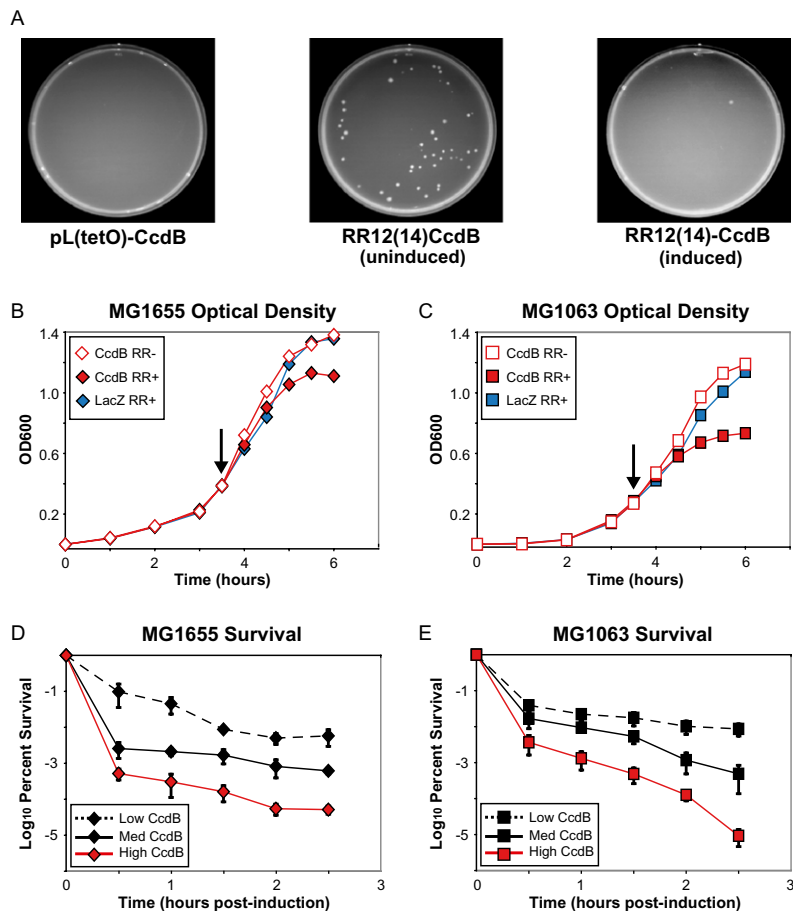 A
pL(tetO)-CcdB
RR12(14)CcdB
(uninduced)
RR12(14)-CcdB
(induced)
B
MG1655 Optical Density
1.4
1.0
0.6
0.2
OD600
CcdB RR-
CcdB RR+
LacZ RR+
0 2 4 6
Time (hours)
C
MG1063 Optical Density
1.4
1.0
0.6
0.2
OD600
CcdB RR-
CcdB RR+
LacZ RR+
0 2 4 6
Time (hours)
D
MG1655 Survival
-1
-3
-5
Log10 Percent Survival
Low CcdB
Med CcdB
High CcdB
0 1 2 3
Time (hours post-induction)
E
MG1063 Survival
-1
-3
-5
Log10 Percent Survival
Low CcdB
Med CcdB
High CcdB
0 1 2 3
Time (hours post-induction)